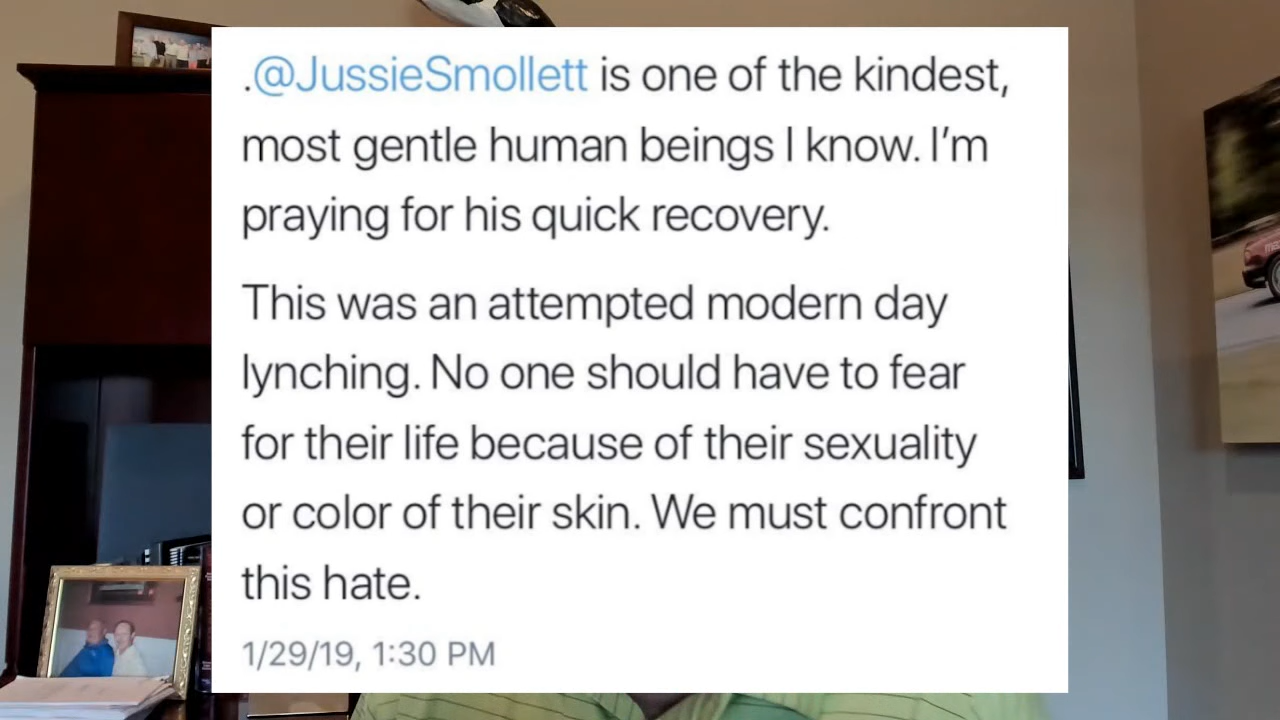 .@JussieSmollett is one of the kindest,
most gentle human beings I know. I’m
praying for his quick recovery.
This was an attempted modern day
lynching. No one should have to fear
for their life because of their sexuality
or color of their skin. We must confront
this hate.
1/29/19, 1:30 PM